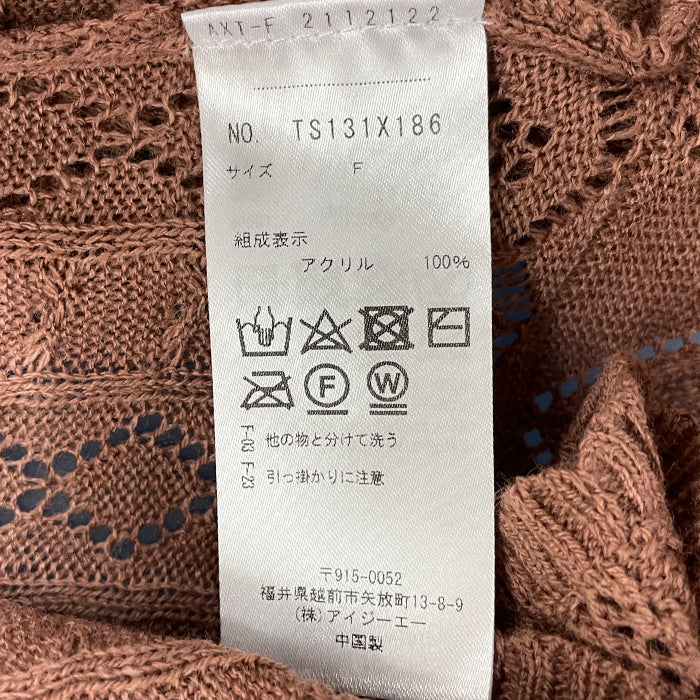 AXT-F 2112122
NO. TS131X186
サイズ F
組成表示
アクリル 100%
F W
F-03 他の物と分けて洗う
F-23 引っ掛かりに注意
〒915-0052
福井県越前市矢放町13-8-9
(株)アイジーエー
中国製